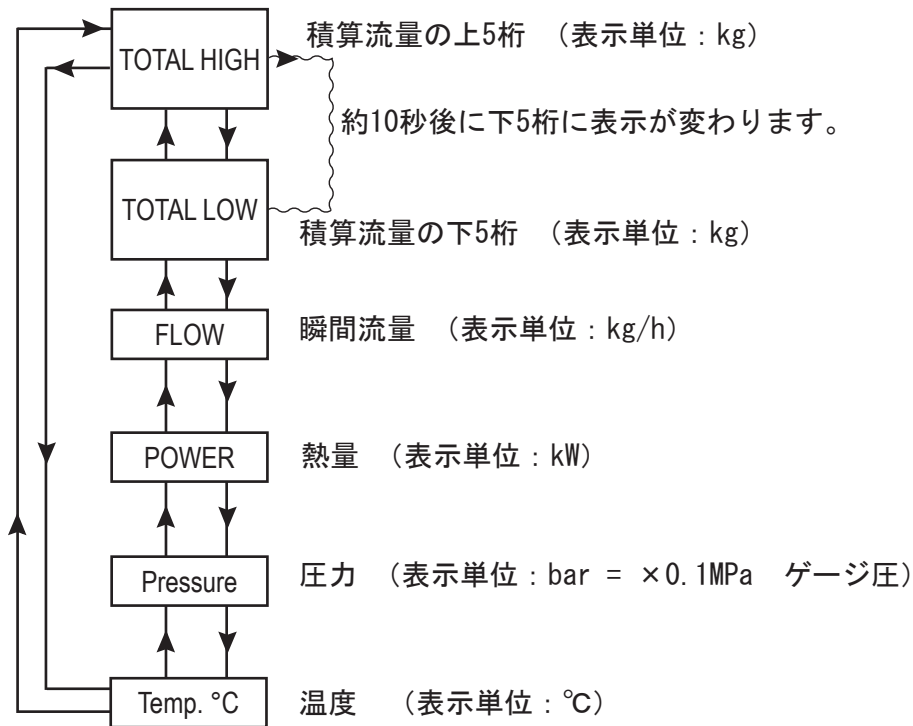 TOTAL HIGH
積算流量の上5桁　（表示単位：kg）
約10秒後に下5桁に表示が変わります。
TOTAL LOW
積算流量の下5桁　（表示単位：kg）
FLOW
瞬間流量　（表示単位：kg/h）
POWER
熱量　（表示単位：kW）
Pressure
圧力　（表示単位：bar = ×0.1MPa　ゲージ圧）
Temp. °C
温度　（表示単位：℃）